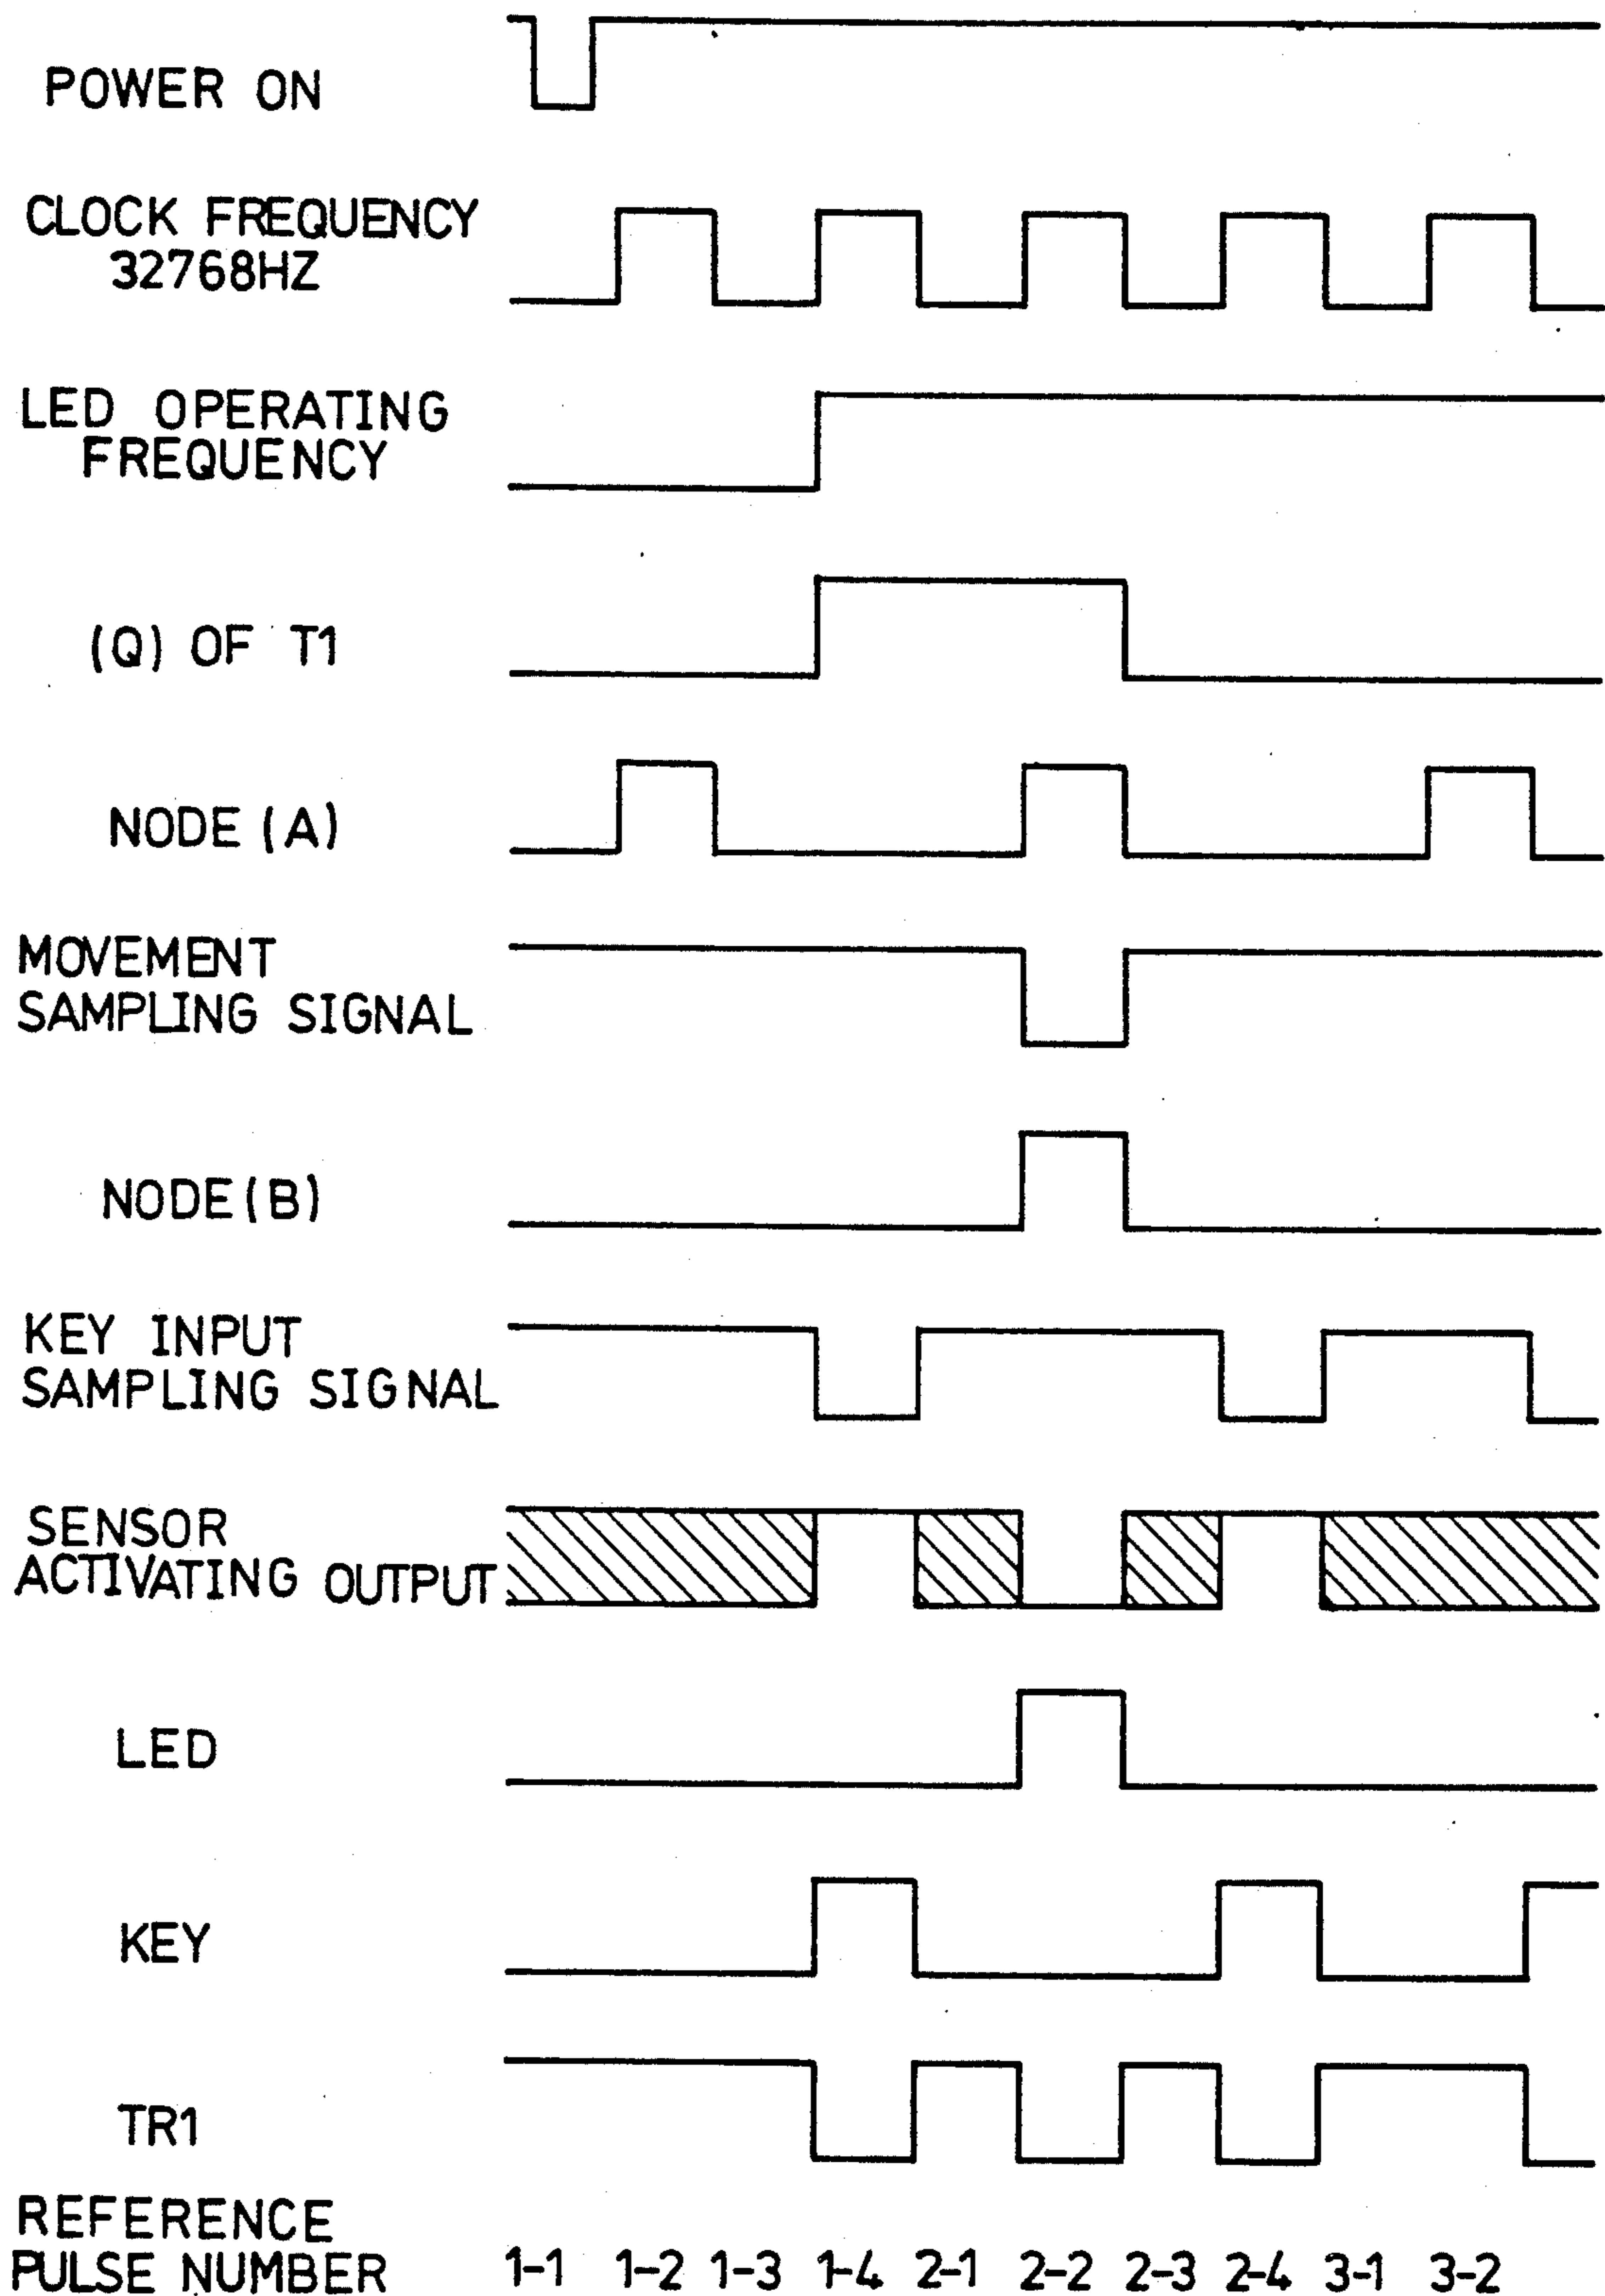 POWER ON
CLOCK FREQUENCY
32768HZ
LED OPERATING
FREQUENCY
(Q) OF T1
NODE (A)
MOVEMENT
SAMPLING SIGNAL
NODE (B)
KEY INPUT
SAMPLING SIGNAL
SENSOR
ACTIVATING OUTPUT
LED
KEY
TR1
REFERENCE
PULSE NUMBER 1-1 1-2 1-3 1-4 2-1 2-2 2-3 2-4 3-1 3-2